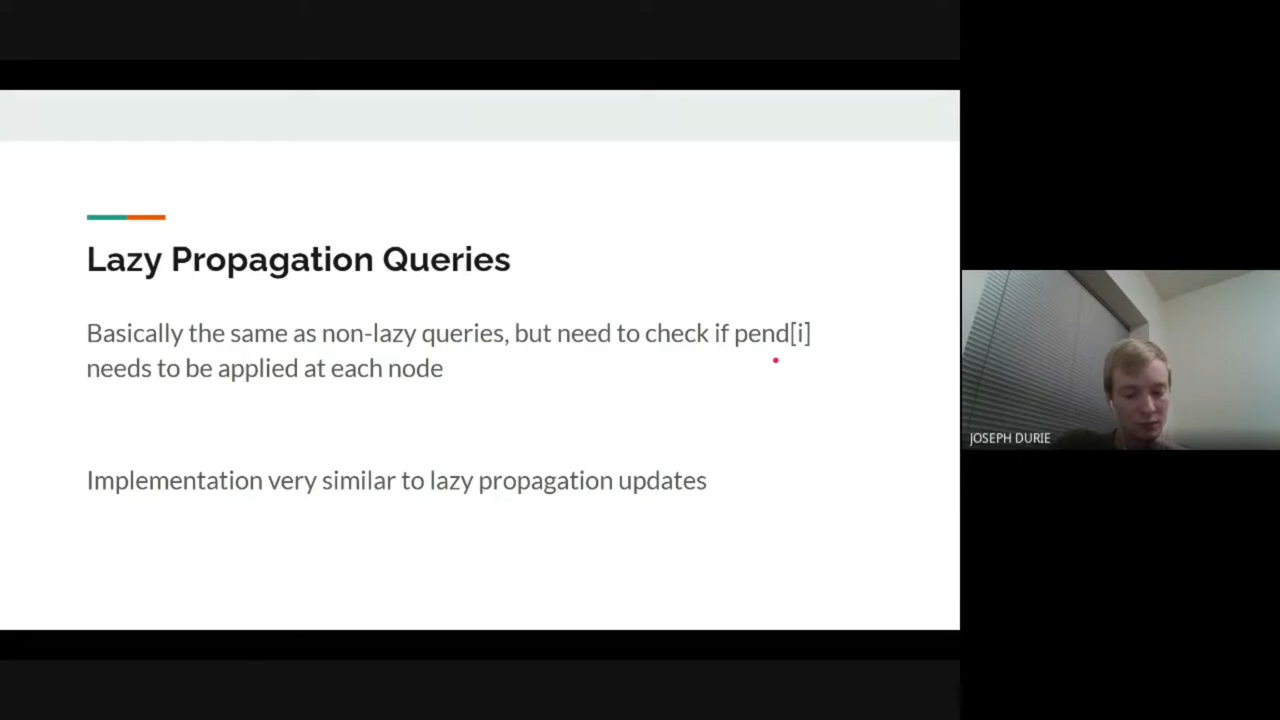 Lazy Propagation Queries
Basically the same as non-lazy queries, but need to check if pend[i]
needs to be applied at each node
Implementation very similar to lazy propagation updates
JOSEPH DURIE